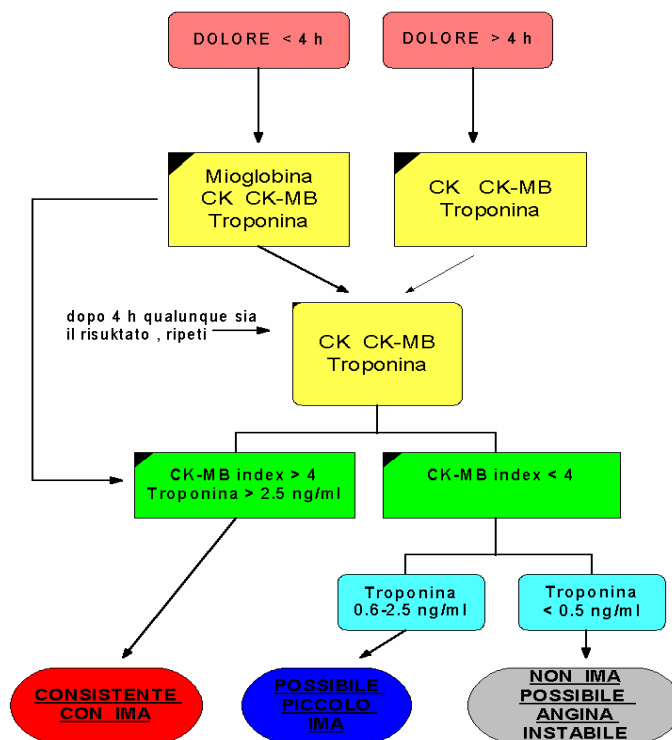 DOLORE < 4 h
DOLORE > 4 h
Mioglobina
CK CK-MB
Troponina
CK CK-MB
Troponina
dopo 4 h qualunque sia
il risuktato , ripeti
CK CK-MB
Troponina
CK-MB index > 4
Troponina > 2.5 ng/ml
CK-MB index < 4
Troponina
0.6-2.5 ng/ml
Troponina
< 0.5 ng/ml
CONSISTENTE
CON IMA
POSSIBILE
PICCOLO
IMA
NON IMA
POSSIBILE
ANGINA
INSTABILE